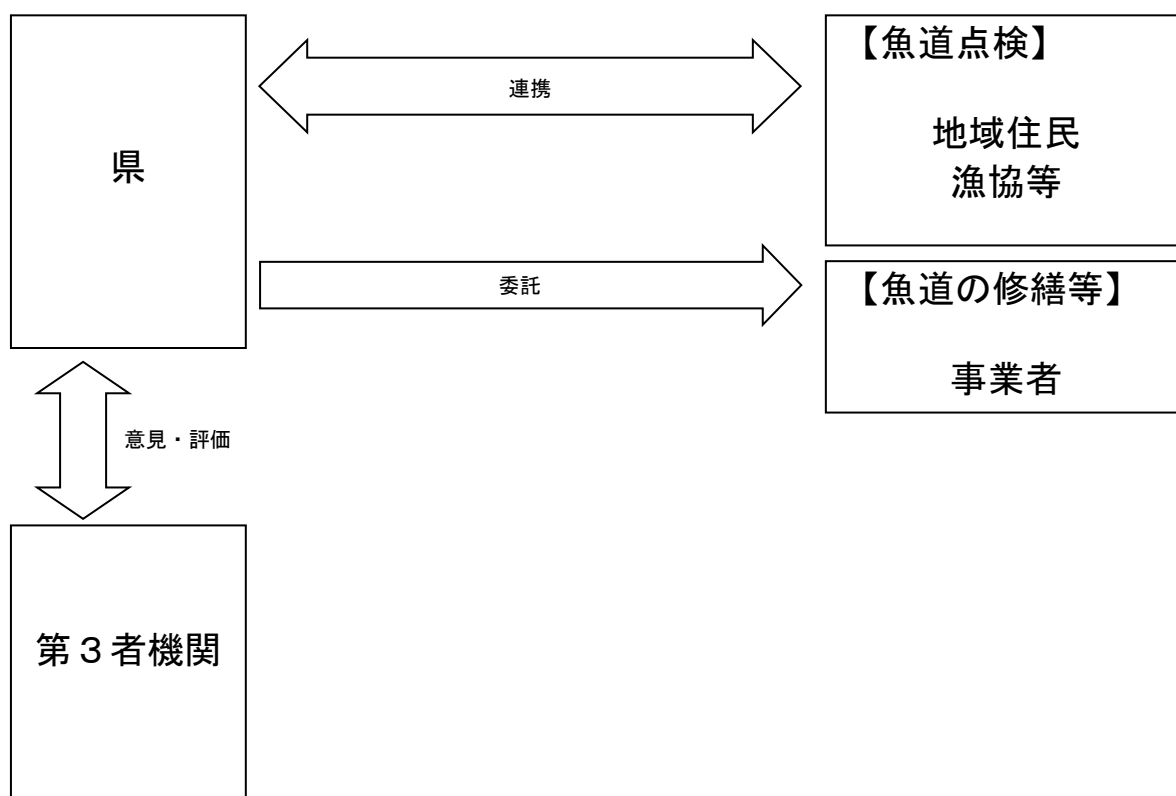 県
連携
【魚道点検】
地域住民
漁協等
委託
【魚道の修繕等】
事業者
意見・評価
第３者機関